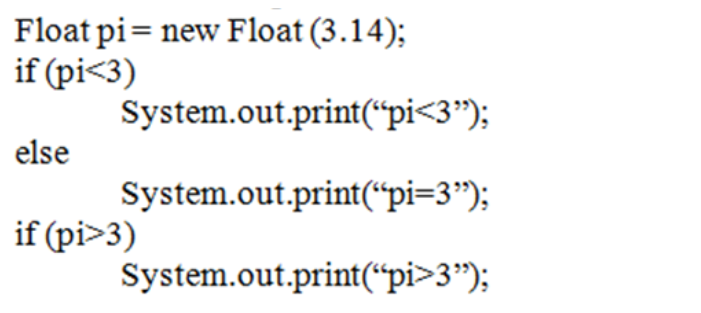 Float pi = new Float (3.14);
if (pi<3)
System.out.print(“pi<3”);
else
System.out.print(“pi=3”);
if (pi>3)
System.out.print(“pi>3”);